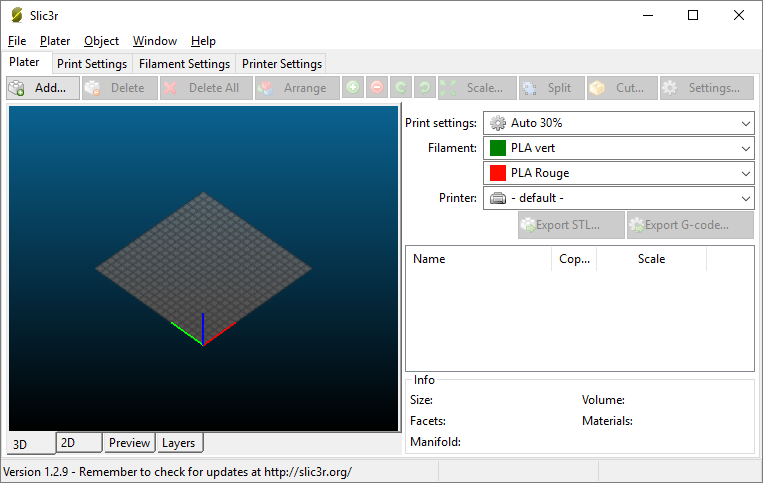 Slic3r
File Plater Object Window Help
Plater Print Settings Filament Settings Printer Settings
Add... Delete Delete All Arrange Scale... Split Cut... Settings...
Print settings: Auto 30%
Filament: PLA vert
PLA Rouge
Printer: - default -
Export STL... Export G-code...
Name Cop... Scale
Info
Size: Volume:
Facets: Materials:
Manifold:
3D 2D Preview Layers
Version 1.2.9 - Remember to check for updates at http://slic3r.org/